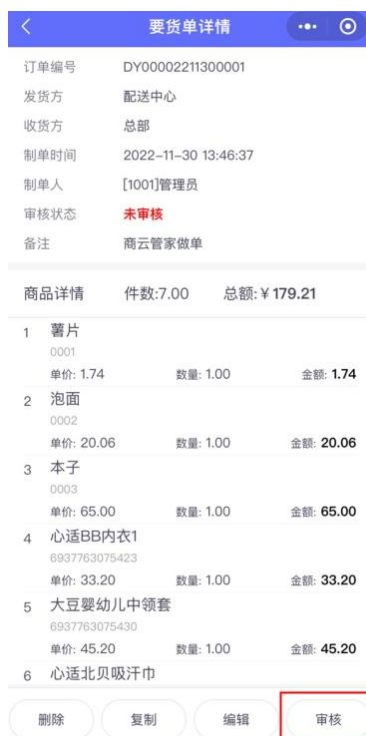 要货单详情
订单编号 DY00002211300001
发货方 配送中心
收货方 总部
制单时间 2022-11-30 13:46:37
制单人 [1001]管理员
审核状态 未审核
备注 商云管家做单
商品详情 件数:7.00 总额:¥179.21
1 薯片
0001
单价: 1.74 数量: 1.00 金额: 1.74
2 泡面
0002
单价: 20.06 数量: 1.00 金额: 20.06
3 本子
0003
单价: 65.00 数量: 1.00 金额: 65.00
4 心适BB内衣1
6937763075423
单价: 33.20 数量: 1.00 金额: 33.20
5 大豆婴幼儿中领套
6937763075430
单价: 45.20 数量: 1.00 金额: 45.20
6 心适北贝吸汗巾
删除 复制 编辑 审核